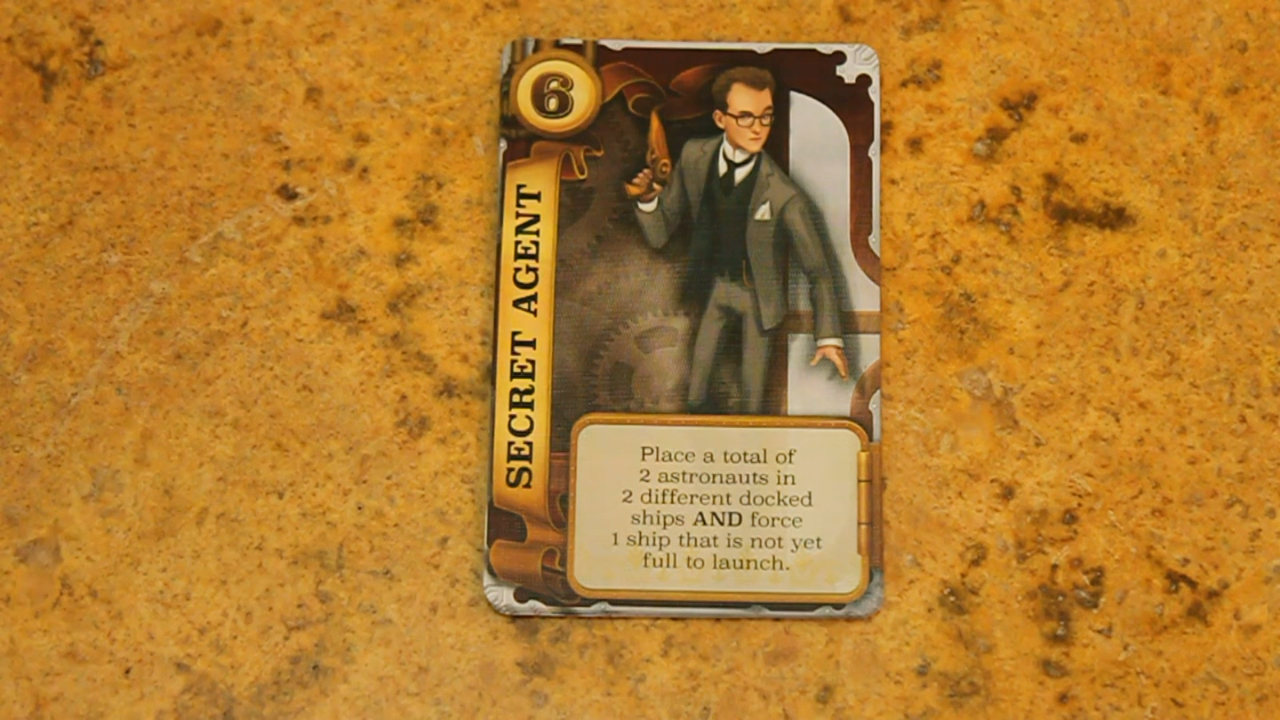 6
SECRET AGENT
Place a total of
2 astronauts in
2 different docked
ships AND force
1 ship that is not yet
full to launch.